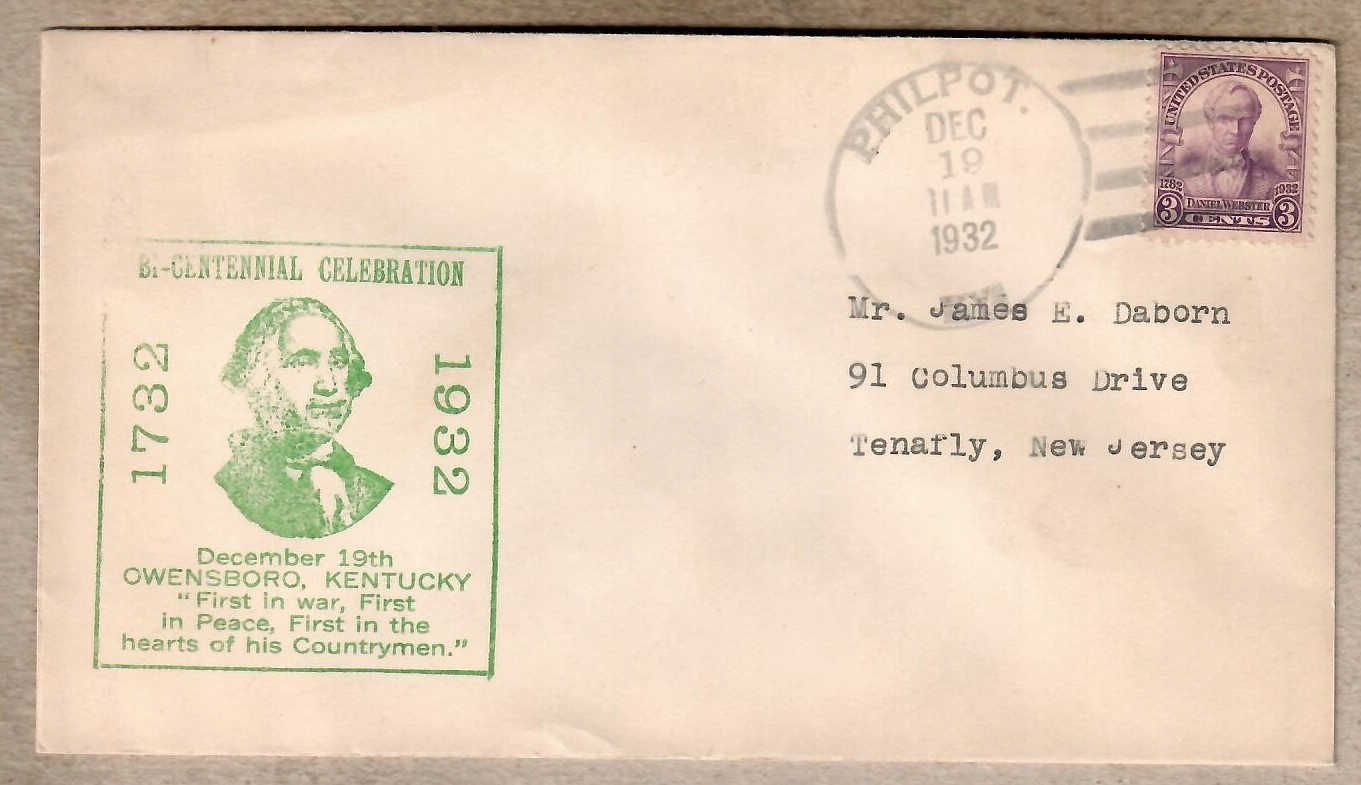 PHILPOT.
DEC
19
11 AM
1932
UNITED STATES POSTAGE
1782
1932
DANIEL WEBSTER
3 CENTS 3
Mr. James E. Daborn
91 Columbus Drive
Tenafly, New Jersey
BI-CENTENNIAL CELEBRATION
1732
1932
December 19th
OWENSBORO, KENTUCKY
"First in war, First
in Peace, First in the
hearts of his Countrymen."